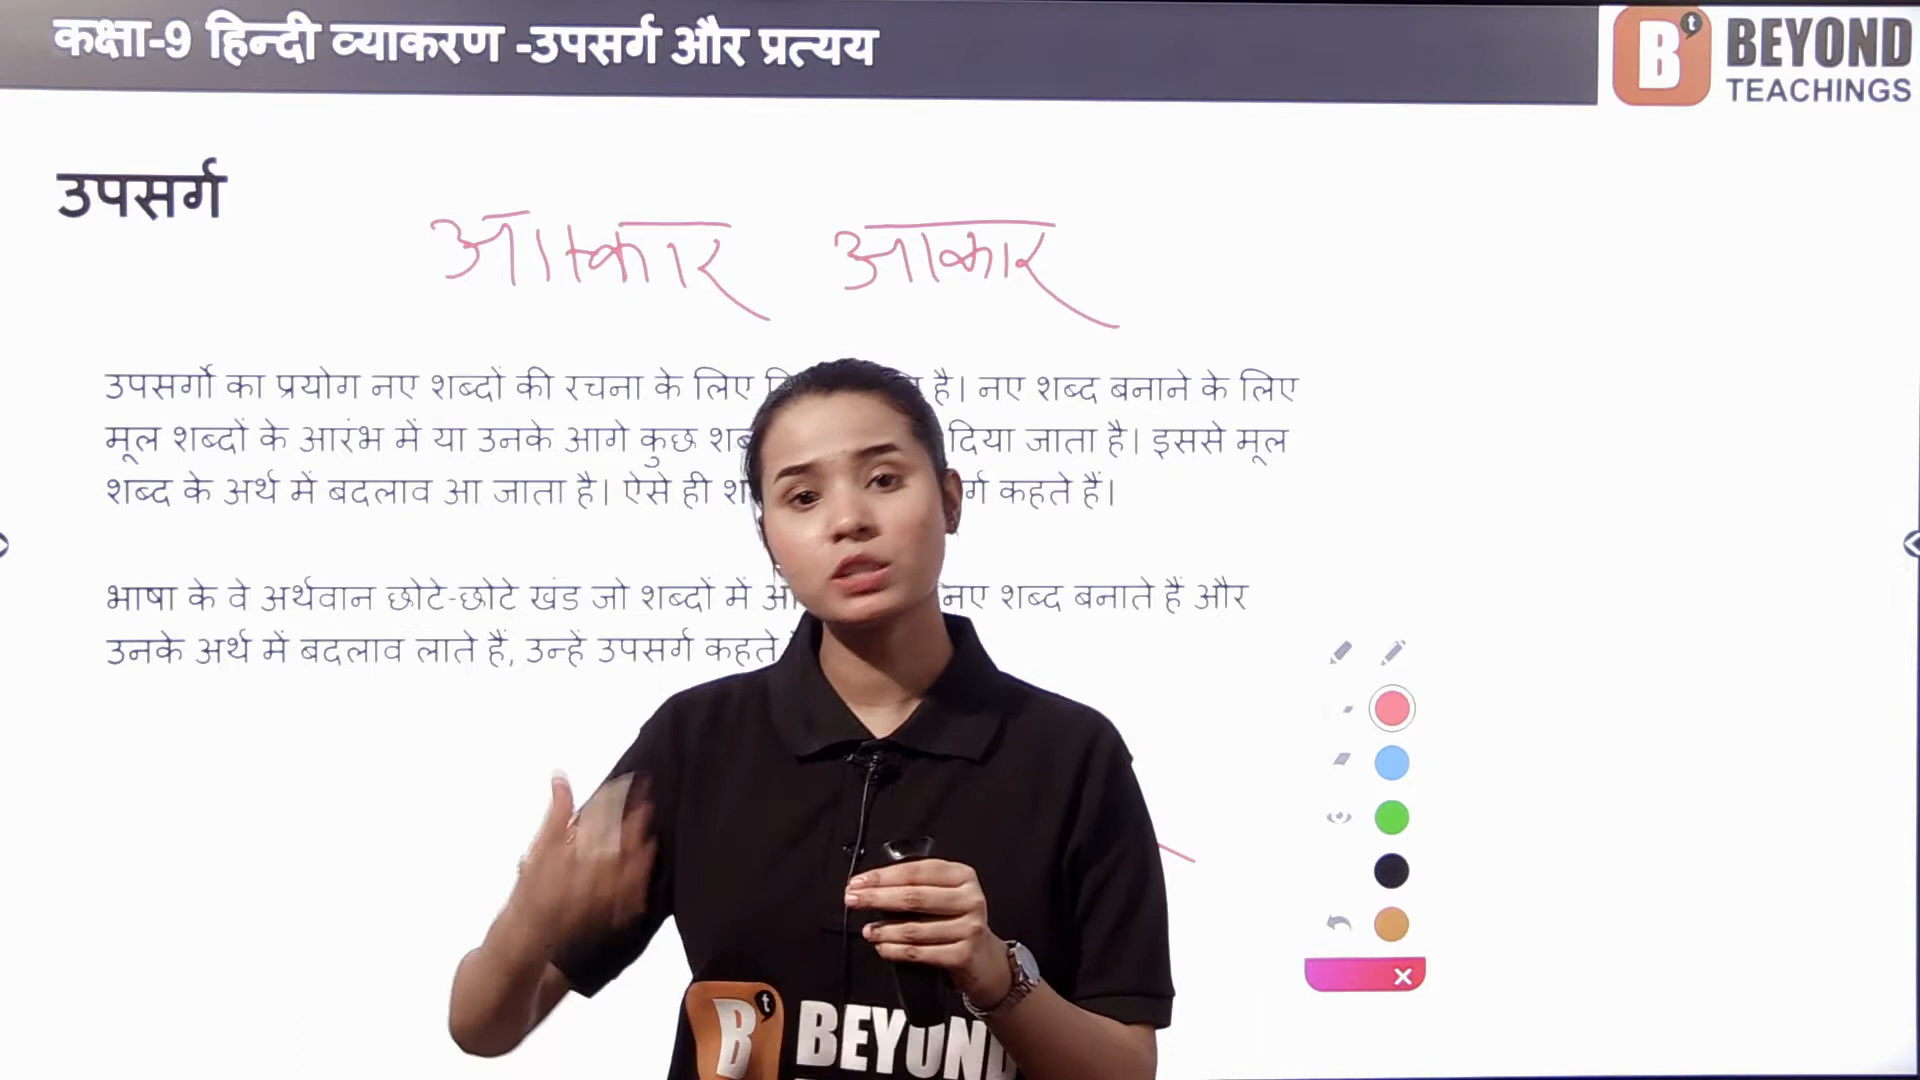 कक्षा-9 हिन्दी व्याकरण -उपसर्ग और प्रत्यय
BEYOND
TEACHINGS
उपसर्ग
आ+कार आकार
उपसर्गो का प्रयोग नए शब्दों की रचना के लिए है। नए शब्द बनाने के लिए
मूल शब्दों के आरंभ में या उनके आगे कुछ दिया जाता है। इससे मूल
शब्द के अर्थ में बदलाव आ जाता है। ऐसे ही कहते हैं।
भाषा के वे अर्थवान छोटे-छोटे खंड जो शब्दों में नए शब्द बनाते हैं और
उनके अर्थ में बदलाव लाते हैं, उन्हें उपसर्ग कहते
BEYOND